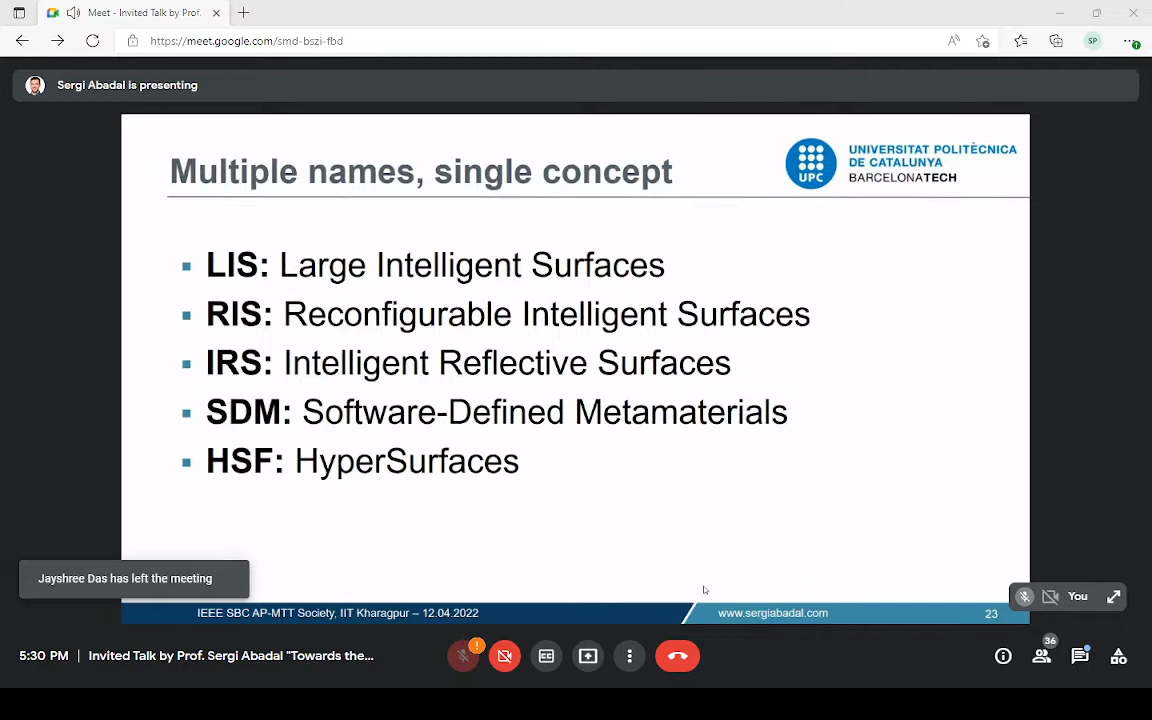 Meet - Invited Talk by Prof.
https://meet.google.com/smd-bszi-fbd
SP
Sergi Abadal is presenting
Multiple names, single concept
UPC
UNIVERSITAT POLITÈCNICA
DE CATALUNYA
BARCELONATECH
LIS: Large Intelligent Surfaces
RIS: Reconfigurable Intelligent Surfaces
IRS: Intelligent Reflective Surfaces
SDM: Software-Defined Metamaterials
HSF: HyperSurfaces
Jayshree Das has left the meeting
You
IEEE SBC AP-MTT Society, IIT Kharagpur – 12.04.2022
www.sergiabadal.com
23
5:30 PM | Invited Talk by Prof. Sergi Abadal "Towards the...
36